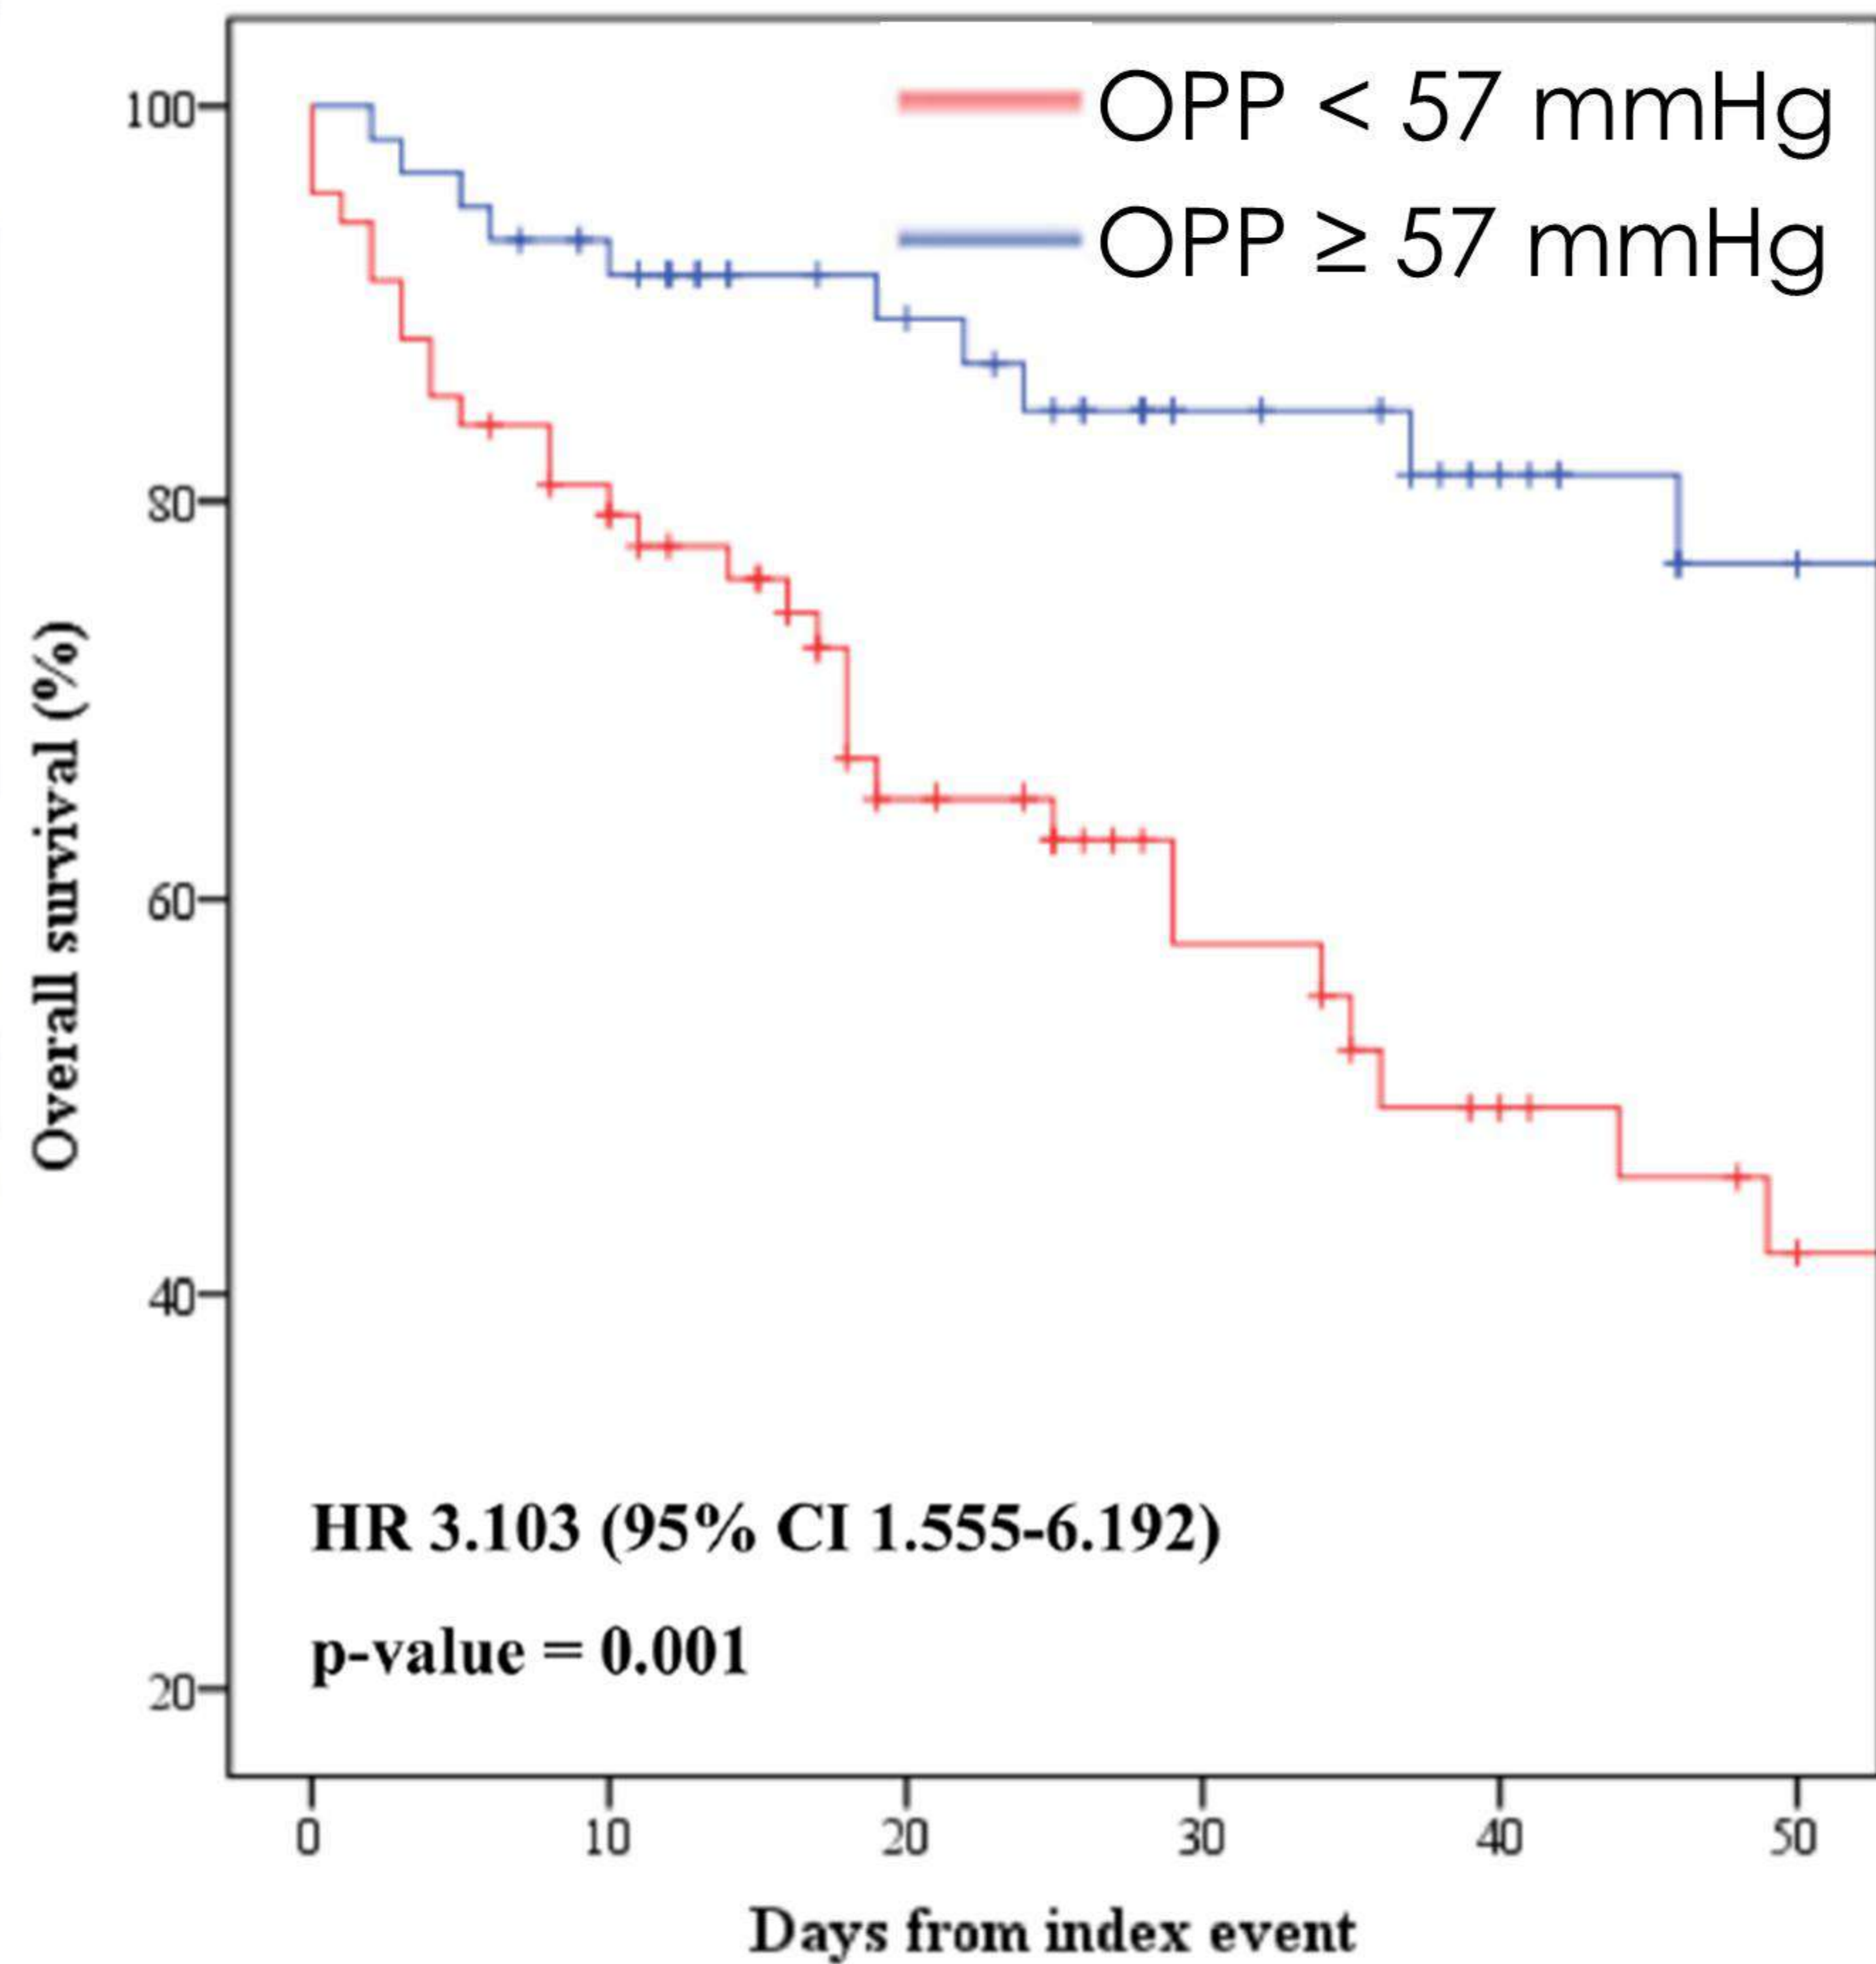 OPP < 57 mmHg
OPP ≥ 57 mmHg
100
80
60
40
20
Overall survival (%)
HR 3.103 (95% CI 1.555-6.192)
p-value = 0.001
0 10 20 30 40 50
Days from index event